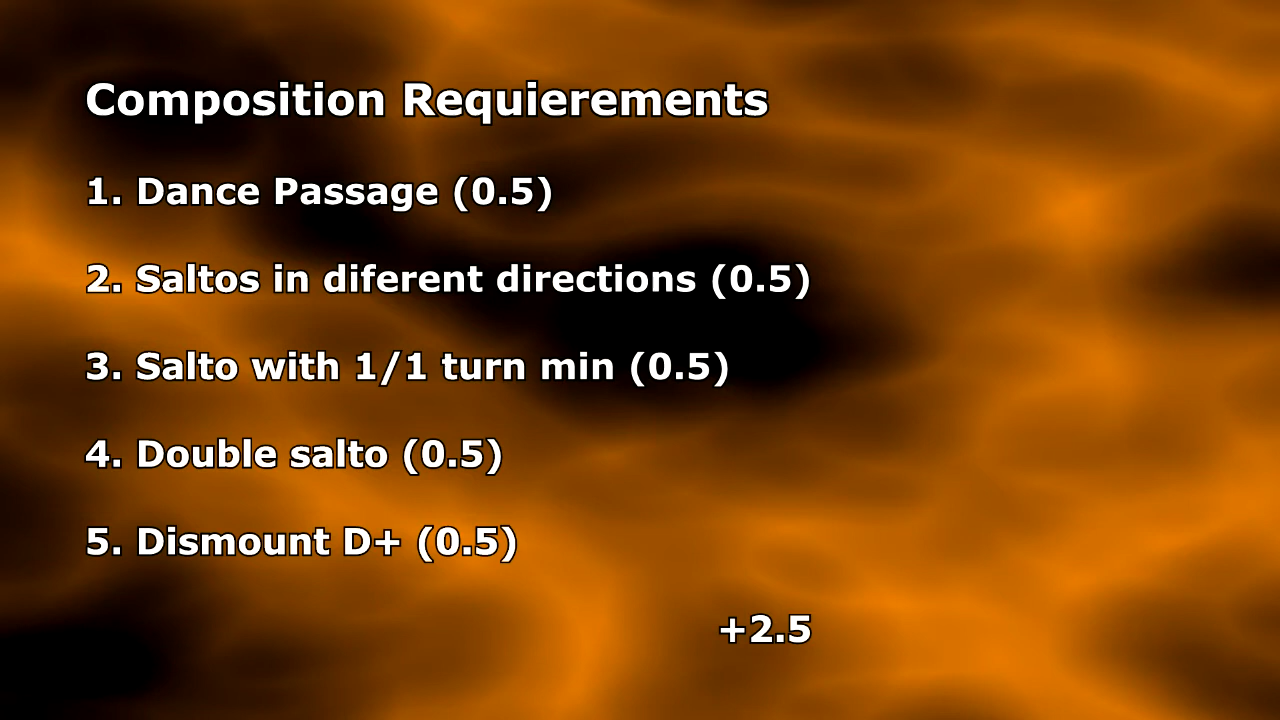 Composition Requierements
1. Dance Passage (0.5)
2. Saltos in diferent directions (0.5)
3. Salto with 1/1 turn min (0.5)
4. Double salto (0.5)
5. Dismount D+ (0.5)
+2.5